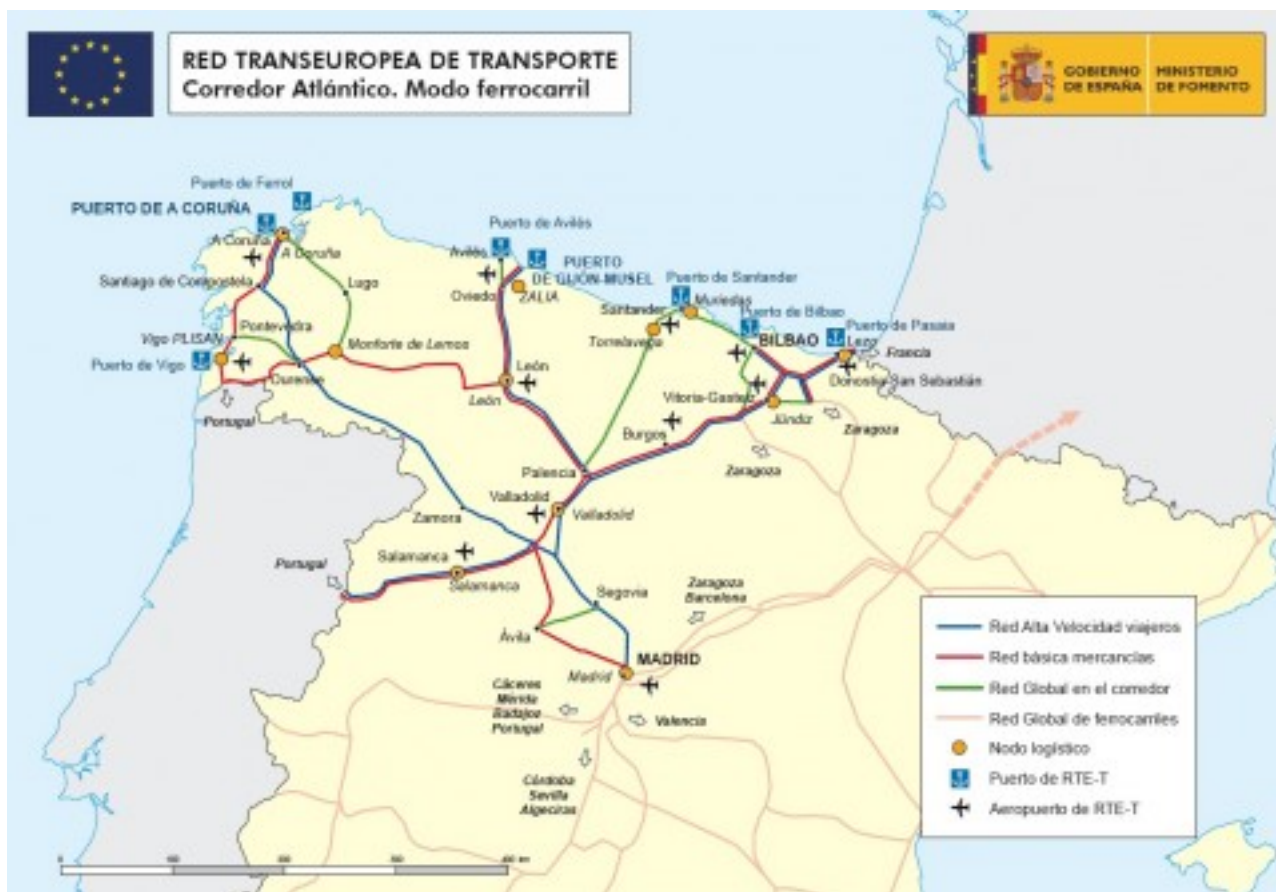 RED TRANSEUROPEA DE TRANSPORTE
Corredor Atlántico. Modo ferrocarril
GOBIERNO
DE ESPAÑA
MINISTERIO
DE FOMENTO
Puerto de Ferrol
PUERTO DE A CORUÑA
A Coruña
A Coruña
Santiago de Compostela
Lugo
Pontevedra
Vigo PLISAN
Puerto de Vigo
Monforte de Lemos
Ourense
Portugal
Puerto de Avilés
Avilés
PUERTO
DE GIJÓN-MUSEL
Oviedo
ZALIA
León
León
Puerto de Santander
Santander
Muriedas
Torrelavega
Puerto de Bilbao
BILBAO
Puerto de Pasaia
Lezo
Francia
Donostia-San Sebastián
Vitoria-Gasteiz
Júndiz
Zaragoza
Burgos
Zaragoza
Palencia
Valladolid
Valladolid
Zamora
Salamanca
Salamanca
Portugal
Segovia
Ávila
Zaragoza
Barcelona
MADRID
Madrid
Cáceres
Mérida
Badajoz
Portugal
Valencia
Córdoba
Sevilla
Algeciras
Red Alta Velocidad viajeros
Red básica mercancías
Red Global en el corredor
Red Global de ferrocarriles
Nodo logístico
Puerto de RTE-T
Aeropuerto de RTE-T
0 100 200 300 400 km